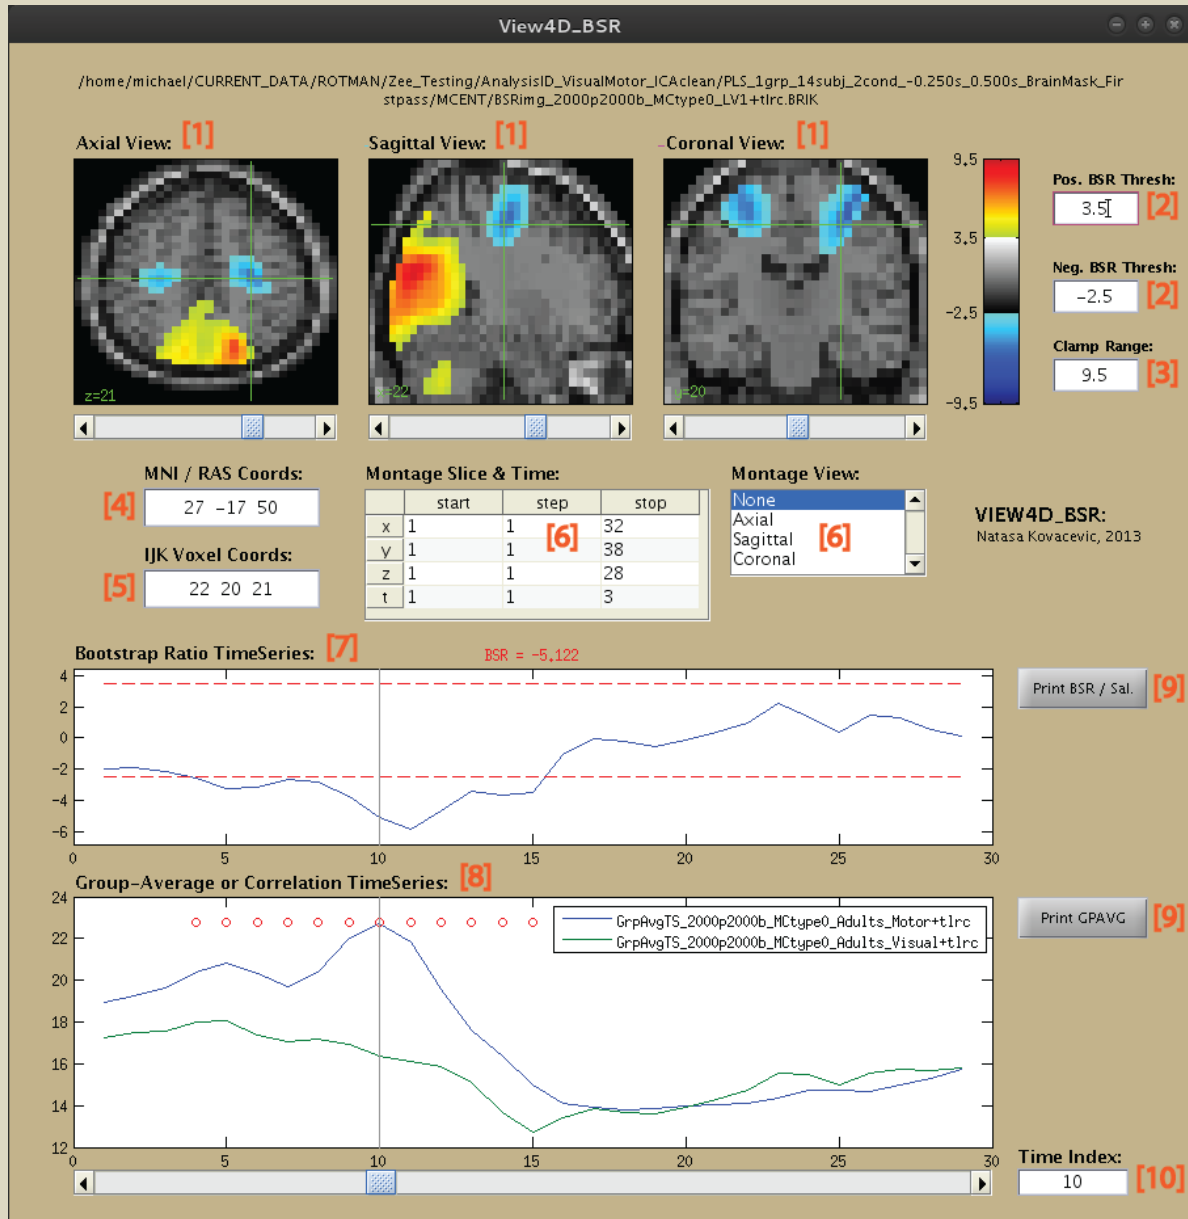 View4D_BSR
/home/michael/CURRENT_DATA/ROTMAN/Zee_Testing/AnalysisID_VisualMotor_ICAclean/PLS_1grp_14subj_2cond_-0.250s_0.500s_BrainMask_Fir
stpass/MCENT/BSRimg_2000p2000b_MCtype0_LV1+tlrc.BRIK
Axial View: [1]
Sagittal View: [1]
Coronal View: [1]
z=21
=22
=20
9.5
3.5
-2.5
-9.5
Pos. BSR Thresh:
3.5 [2]
Neg. BSR Thresh:
-2.5 [2]
Clamp Range:
9.5 [3]
MNI / RAS Coords:
[4] 27 -17 50
IJK Voxel Coords:
[5] 22 20 21
Montage Slice & Time:
start step stop
x 1 1 32
y 1 1 38
z 1 1 28
t 1 1 3
[6]
Montage View:
None
Axial
Sagittal
Coronal
[6]
VIEW4D_BSR:
Natasa Kovacevic, 2013
Bootstrap Ratio TimeSeries: [7]
BSR = -5.122
4
2
0
-2
-4
-6
0 5 10 15 20 25 30
Print BSR / Sal. [9]
Group-Average or Correlation TimeSeries: [8]
24
22
20
18
16
14
12
0 5 10 15 20 25 30
GrpAvgTS_2000p2000b_MCtype0_Adults_Motor+tlrc
GrpAvgTS_2000p2000b_MCtype0_Adults_Visual+tlrc
Print GPAVG [9]
Time Index:
10 [10]